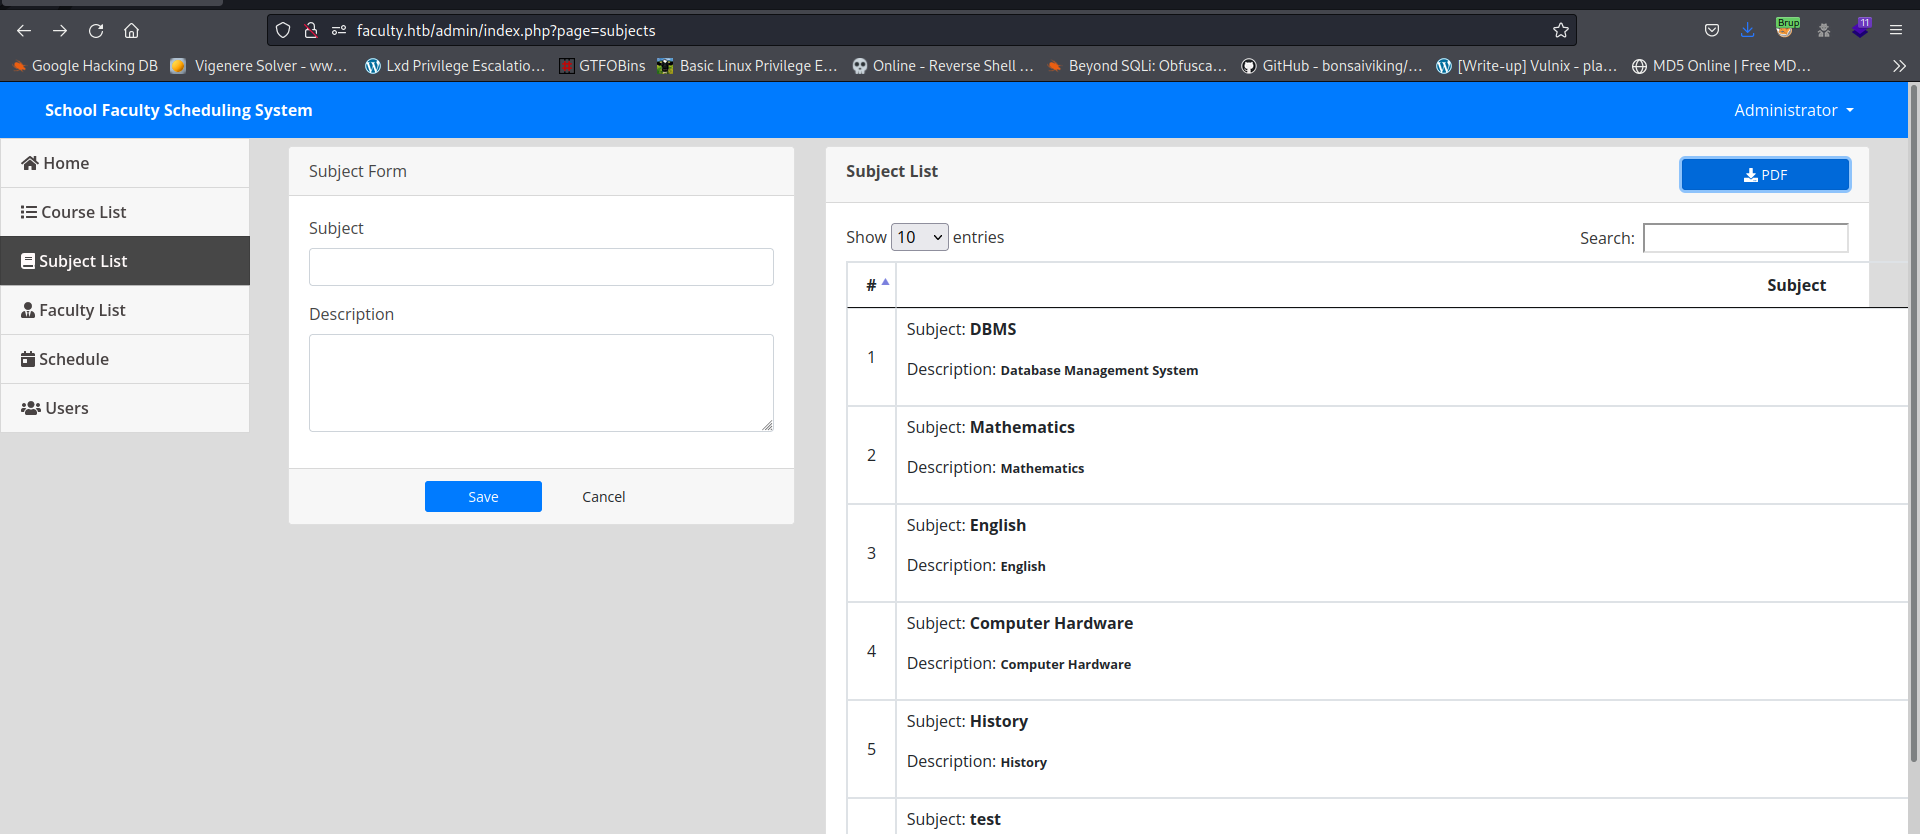 faculty.htb/admin/index.php?page=subjects
Brup
11
Google Hacking DB
Vigenere Solver - ww…
Lxd Privilege Escalatio…
GTFOBins
Basic Linux Privilege E…
Online - Reverse Shell …
Beyond SQLi: Obfusca…
GitHub - bonsaiviking/…
[Write-up] Vulnix - pla…
MD5 Online | Free MD…
School Faculty Scheduling System
Administrator
Home
Course List
Subject List
Faculty List
Schedule
Users
Subject Form
Subject
Description
Save Cancel
Subject List
PDF
Show 10 entries
Search:
# Subject
1
Subject: DBMS
Description: Database Management System
2
Subject: Mathematics
Description: Mathematics
3
Subject: English
Description: English
4
Subject: Computer Hardware
Description: Computer Hardware
5
Subject: History
Description: History
Subject: test